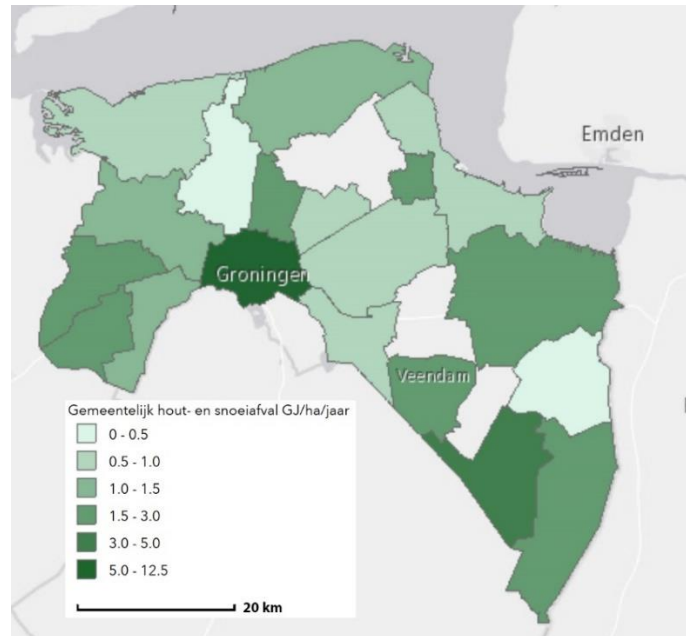 Emden
Groningen
Veendam
Gemeentelijk hout- en snoeiafval GJ/ha/jaar
0 - 0.5
0.5 - 1.0
1.0 - 1.5
1.5 - 3.0
3.0 - 5.0
5.0 - 12.5
20 km